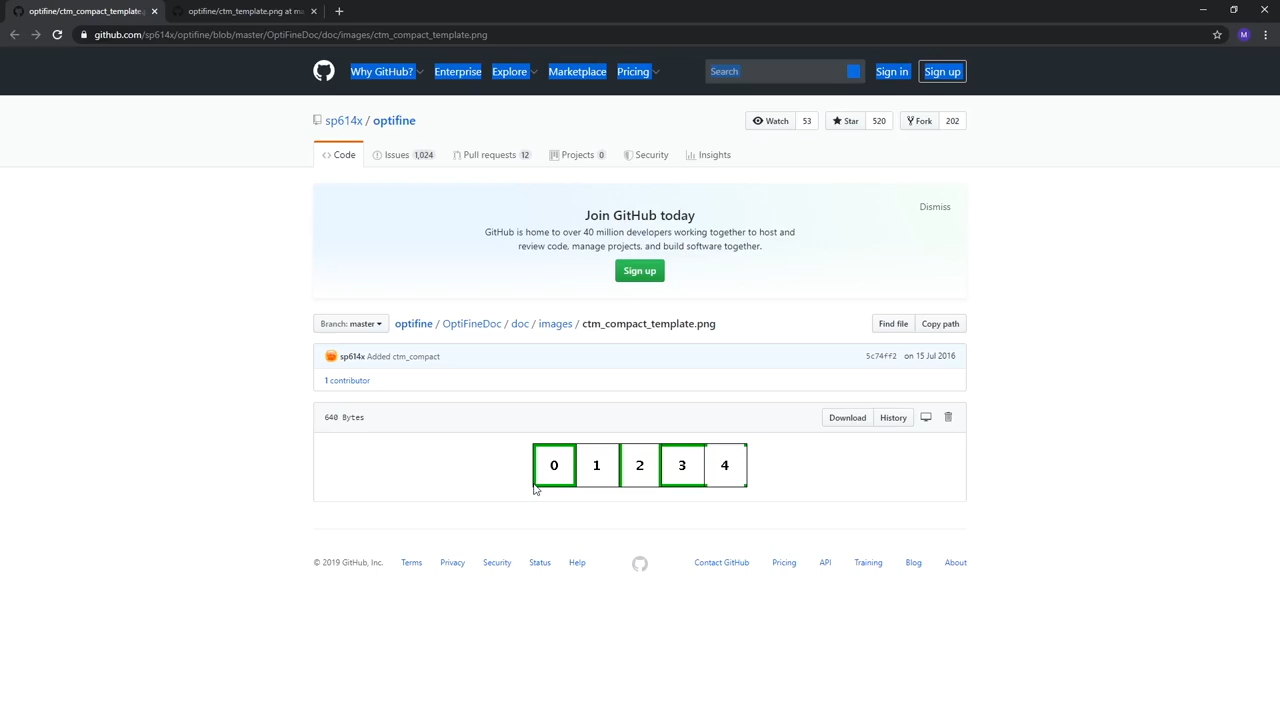 optifine/ctm_compact_template.
optifine/ctm_template.png at ma
github.com/sp614x/optifine/blob/master/OptiFineDoc/doc/images/ctm_compact_template.png
M
Why GitHub? Enterprise Explore Marketplace Pricing Search Sign in Sign up
sp614x / optifine
Watch 53 Star 520 Fork 202
Code Issues 1,024 Pull requests 12 Projects 0 Security Insights
Dismiss
Join GitHub today
GitHub is home to over 40 million developers working together to host and
review code, manage projects, and build software together.
Sign up
Branch: master optifine / OptiFineDoc / doc / images / ctm_compact_template.png Find file Copy path
sp614x Added ctm_compact 5c74ff2 on 15 Jul 2016
1 contributor
640 Bytes Download History
0 1 2 3 4
© 2019 GitHub, Inc. Terms Privacy Security Status Help Contact GitHub Pricing API Training Blog About